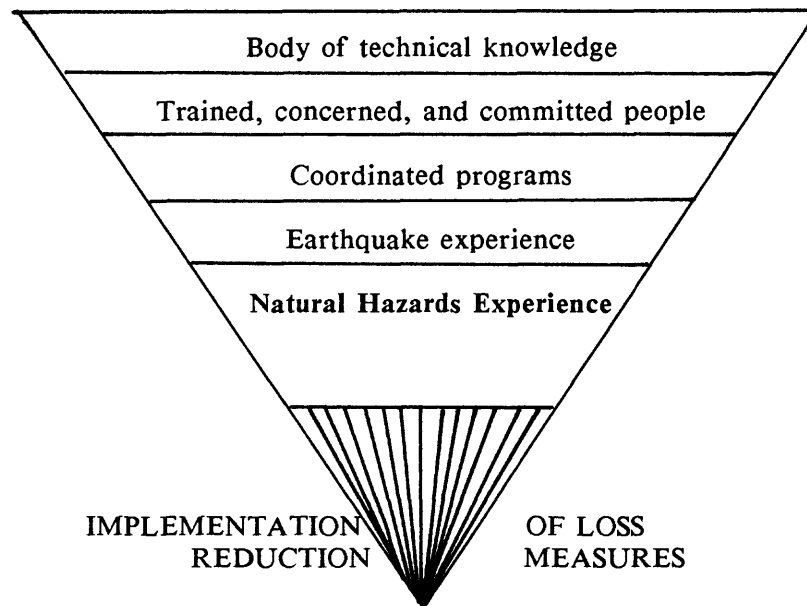 Body of technical knowledge
Trained, concerned, and committed people
Coordinated programs
Earthquake experience
Natural Hazards Experience
IMPLEMENTATION OF LOSS
REDUCTION MEASURES